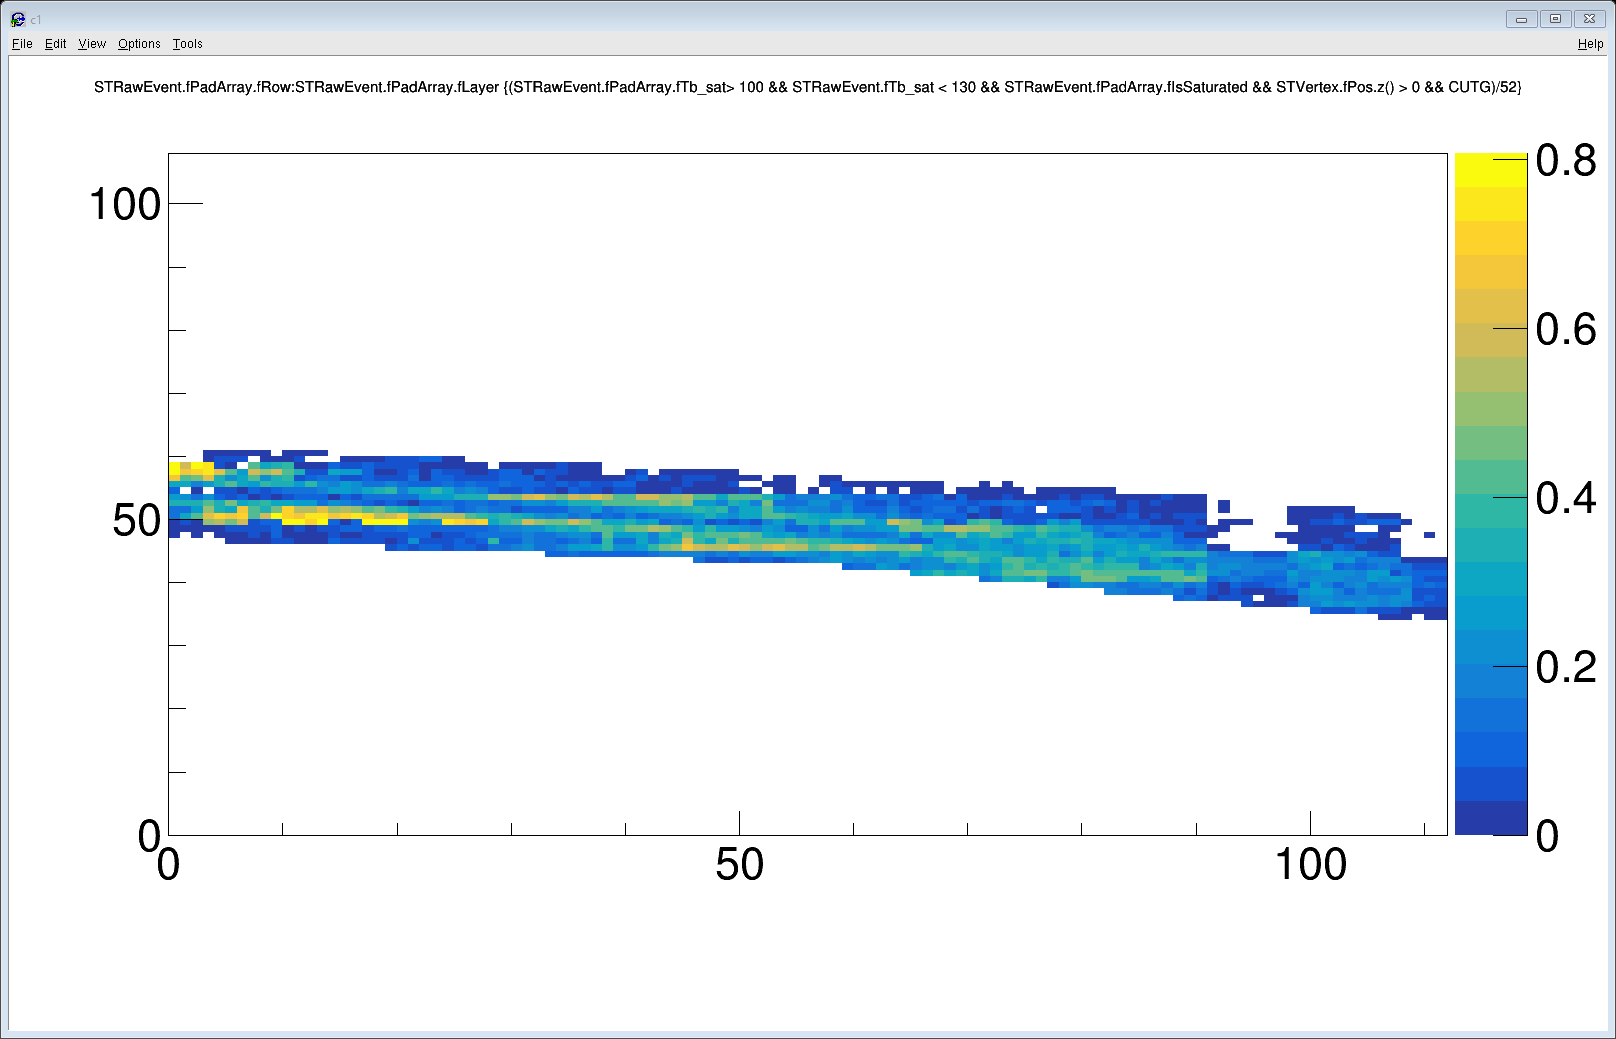 c1
File Edit View Options Tools Help
STRawEvent.fPadArray.fRow:STRawEvent.fPadArray.fLayer {(STRawEvent.fPadArray.fTb_sat> 100 && STRawEvent.fTb_sat < 130 && STRawEvent.fPadArray.fIsSaturated && STVertex.fPos.z() > 0 && CUTG)/52}
100
50
0
0 50 100
0.8
0.6
0.4
0.2
0